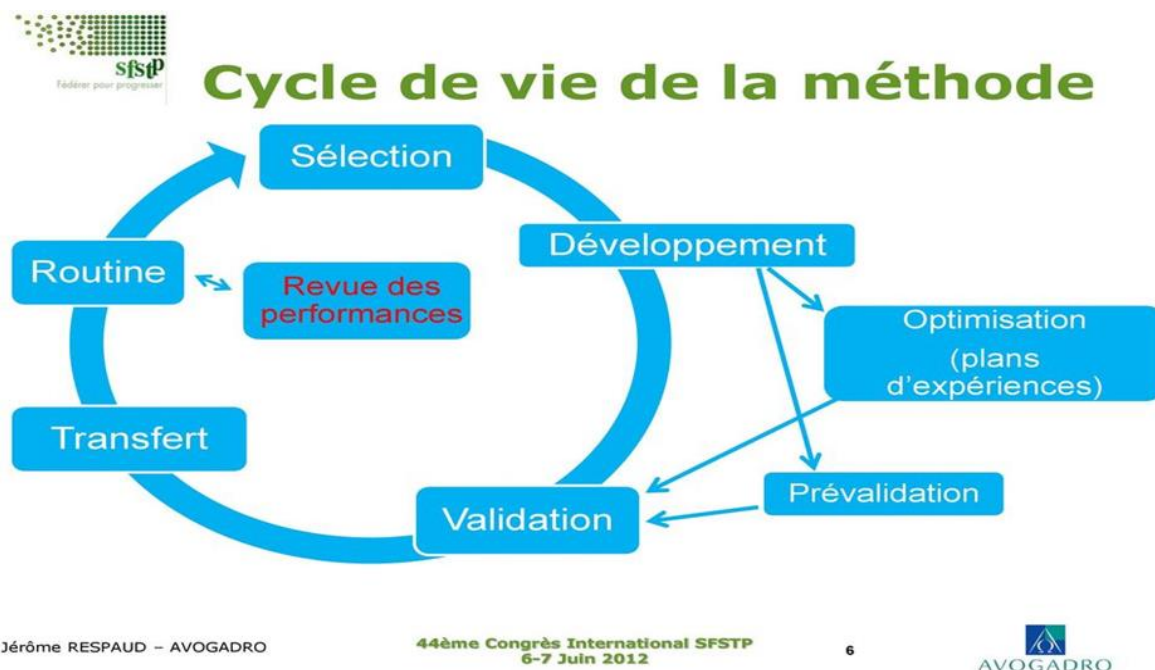 sfstp
Fédérer pour progresser
Cycle de vie de la méthode
Sélection
Développement
Routine
Revue des
performances
Optimisation
(plans
d'expériences)
Transfert
Prévalidation
Validation
Jérôme RESPAUD – AVOGADRO
44ème Congrès International SFSTP
6-7 Juin 2012
6
AVOGADRO